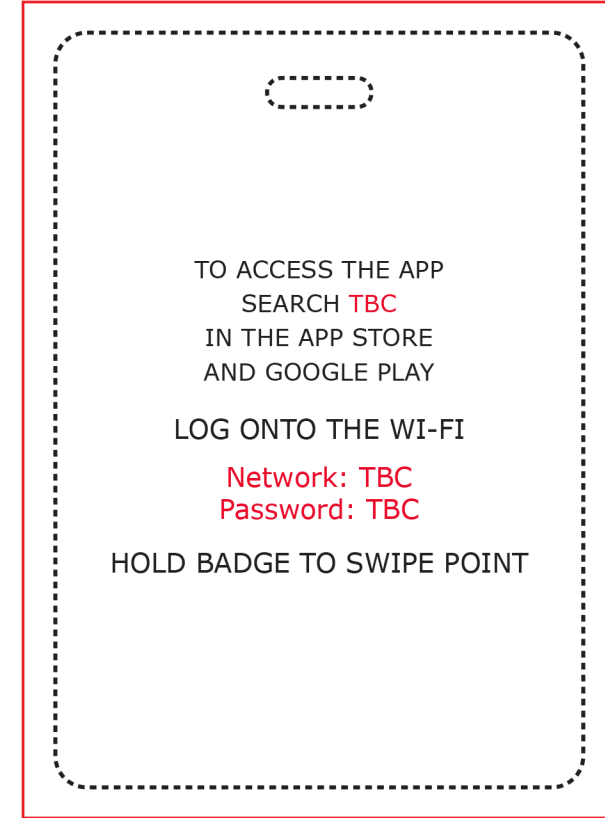 TO ACCESS THE APP
SEARCH TBC
IN THE APP STORE
AND GOOGLE PLAY
LOG ONTO THE WI-FI
Network: TBC
Password: TBC
HOLD BADGE TO SWIPE POINT